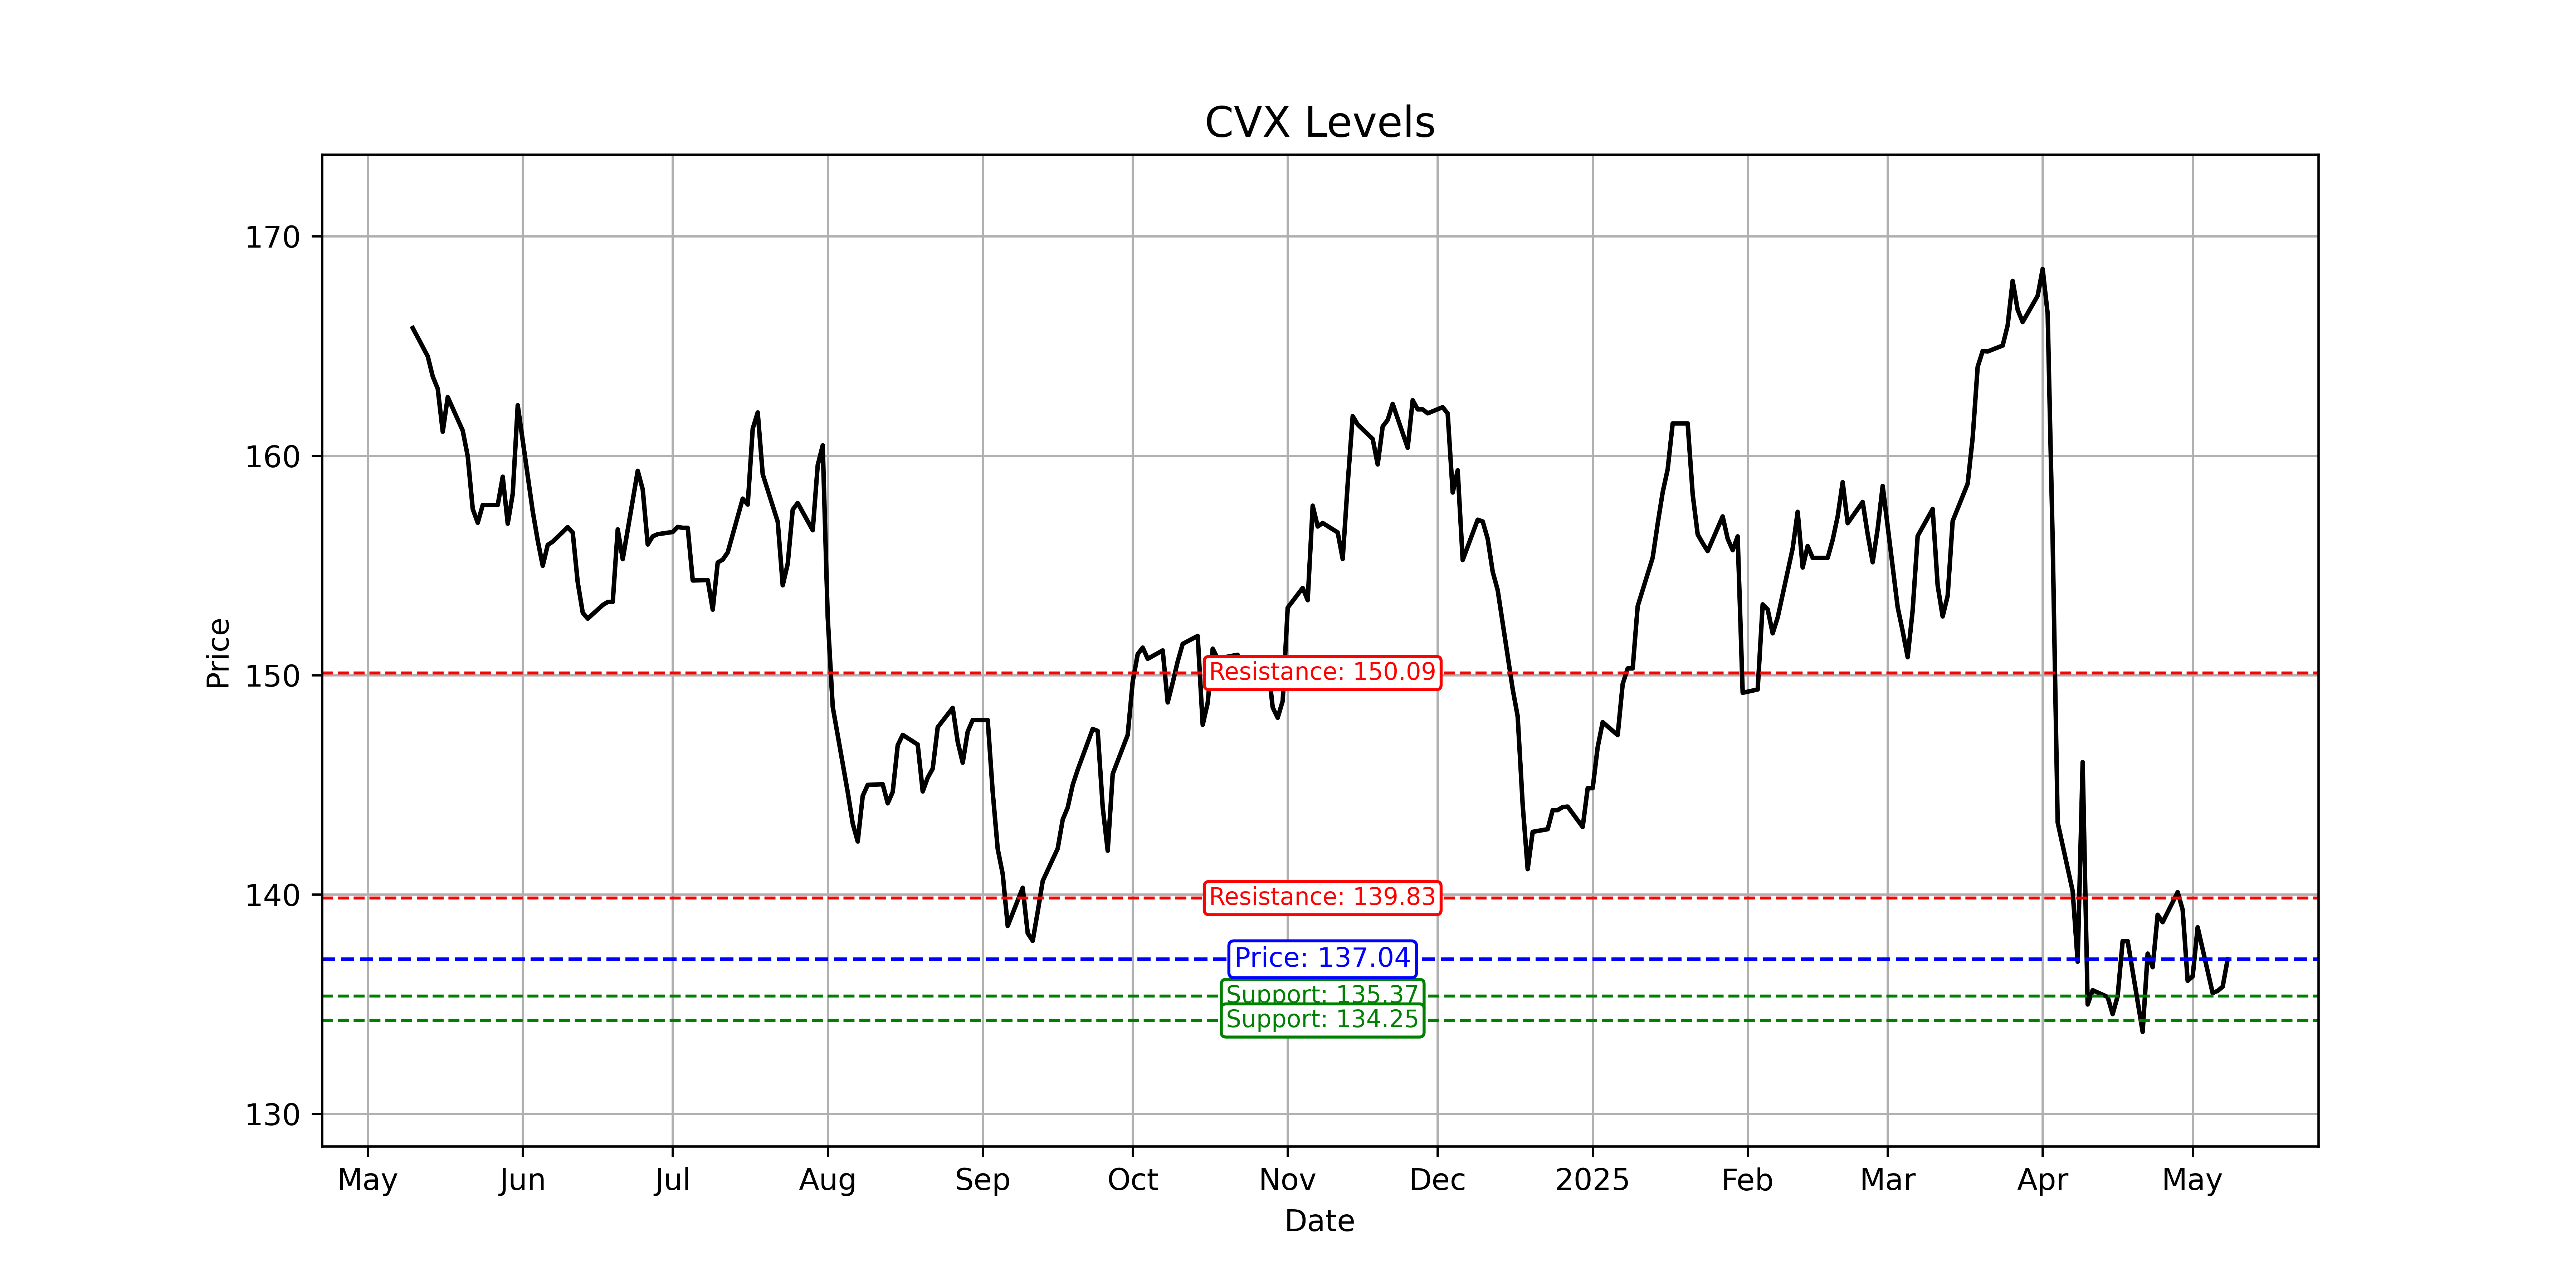 CVX Levels
Price
170
160
150
140
130
Resistance: 150.09
Resistance: 139.83
Price: 137.04
Support: 135.37
Support: 134.25
May Jun Jul Aug Sep Oct Nov Dec 2025 Feb Mar Apr May
Date